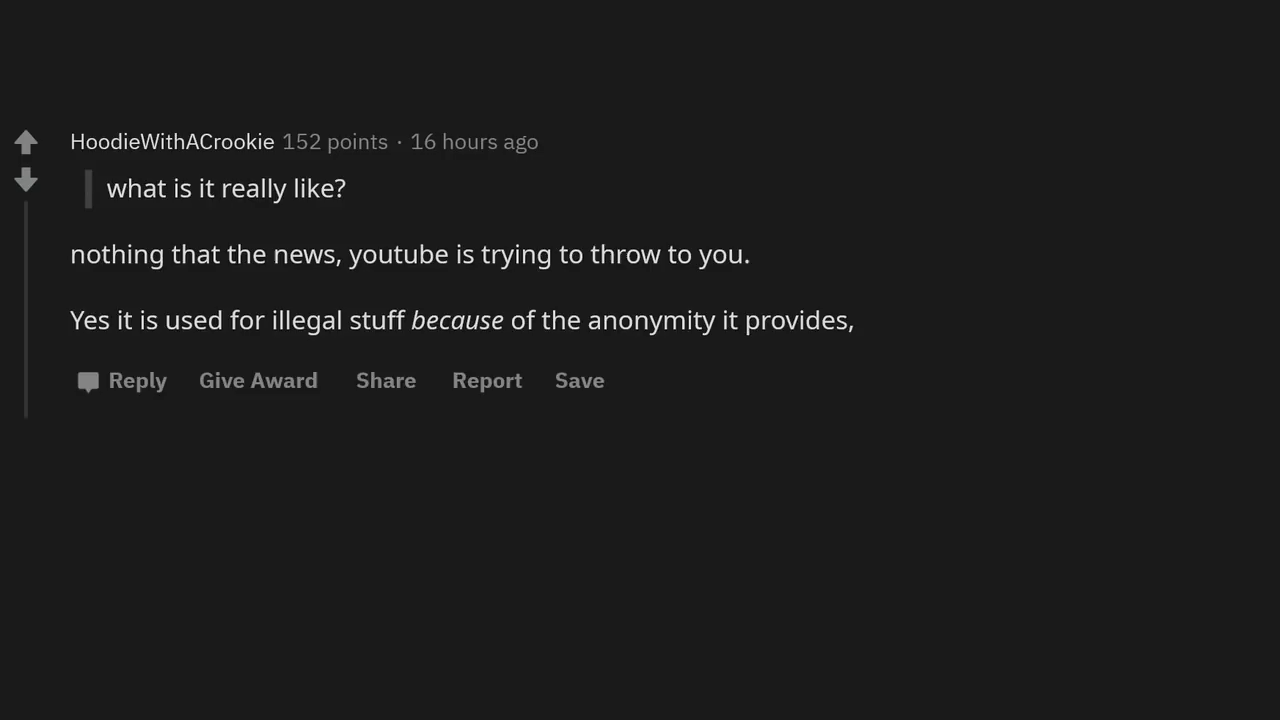 HoodieWithACrookie 152 points · 16 hours ago
what is it really like?
nothing that the news, youtube is trying to throw to you.
Yes it is used for illegal stuff because of the anonymity it provides,
Reply Give Award Share Report Save